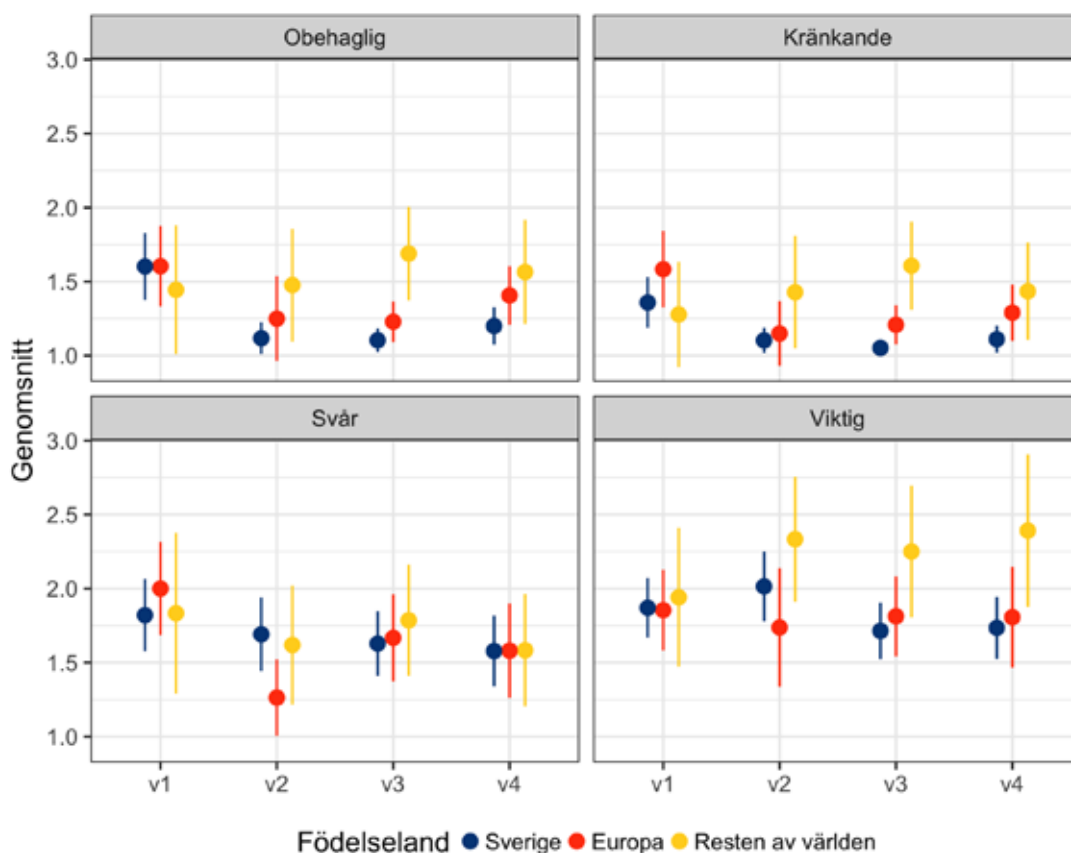 Obehaglig Kränkande
3.0
2.5
2.0
1.5
1.0
Svår Viktig
3.0
2.5
2.0
1.5
1.0
Genomsnitt
v1 v2 v3 v4 v1 v2 v3 v4
Födelseland Sverige Europa Resten av världen